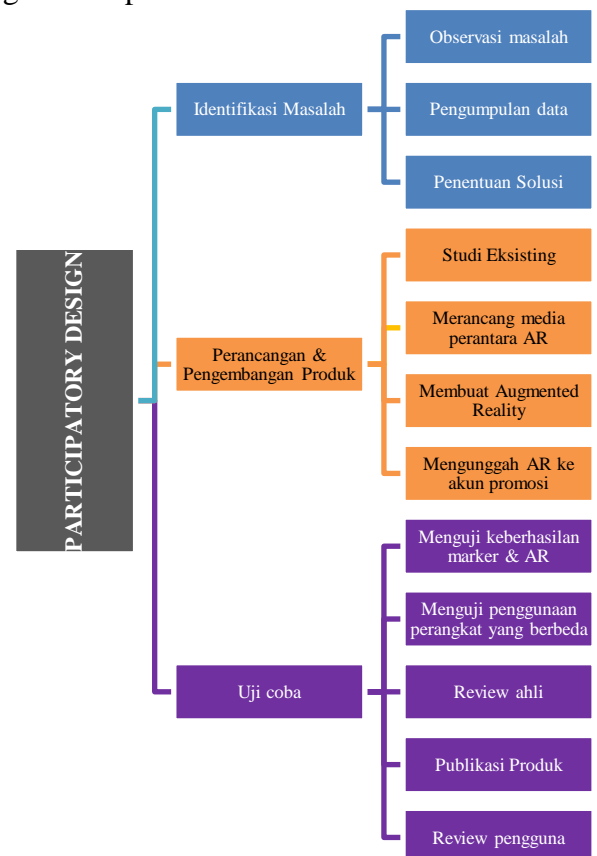 PARTICIPATORY DESIGN
Identifikasi Masalah
Observasi masalah
Pengumpulan data
Penentuan Solusi
Perancangan &
Pengembangan Produk
Studi Eksisting
Merancang media
perantara AR
Membuat Augmented
Reality
Mengunggah AR ke
akun promosi
Uji coba
Menguji keberhasilan
marker & AR
Menguji penggunaan
perangkat yang berbeda
Review ahli
Publikasi Produk
Review pengguna